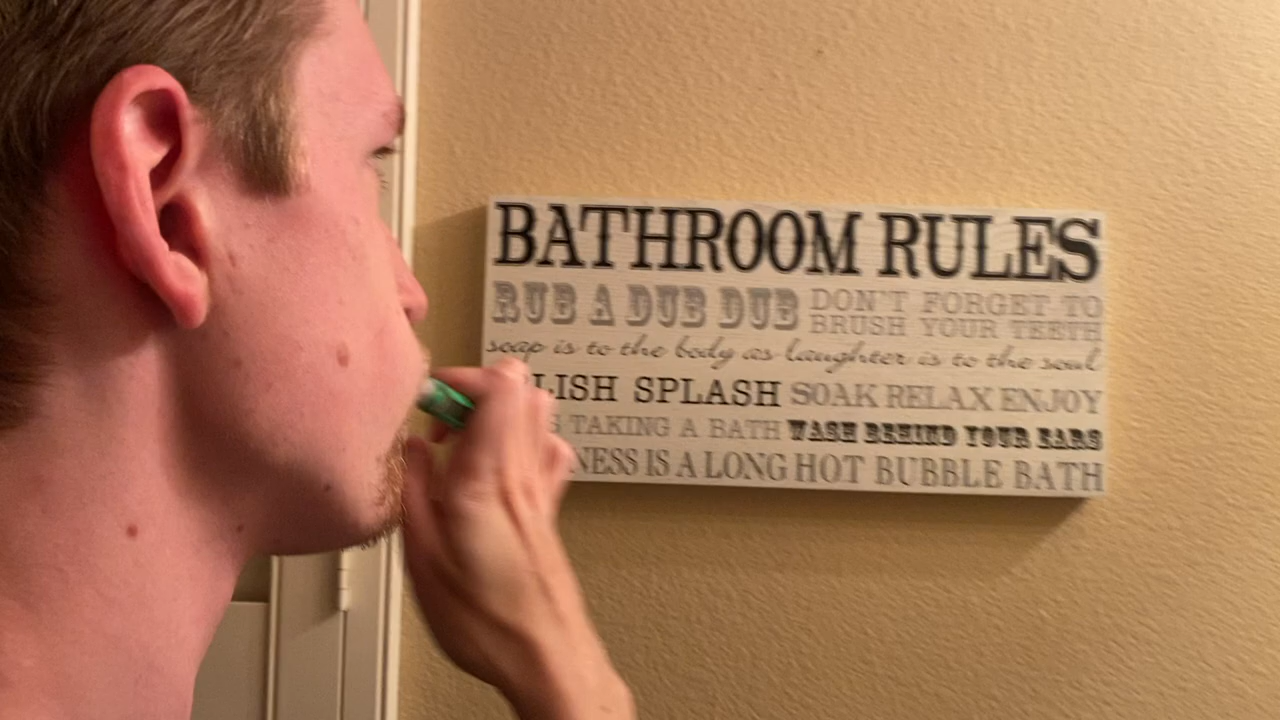 BATHROOM RULES
RUB A DUB DUB DON'T FORGET TO
BRUSH YOUR TEETH
soap is to the body as laughter is to the soul
LISH SPLASH SOAK RELAX ENJOY
TAKING A BATH WASH BEHIND YOUR EARS
NESS IS A LONG HOT BUBBLE BATH